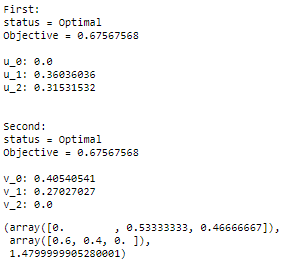 First:
status = Optimal
Objective = 0.67567568
u_0: 0.0
u_1: 0.36036036
u_2: 0.31531532
Second:
status = Optimal
Objective = 0.67567568
v_0: 0.40540541
v_1: 0.27027027
v_2: 0.0
(array([0.        , 0.53333333, 0.46666667]),
 array([0.6, 0.4, 0. ]),
 1.4799999905280001)